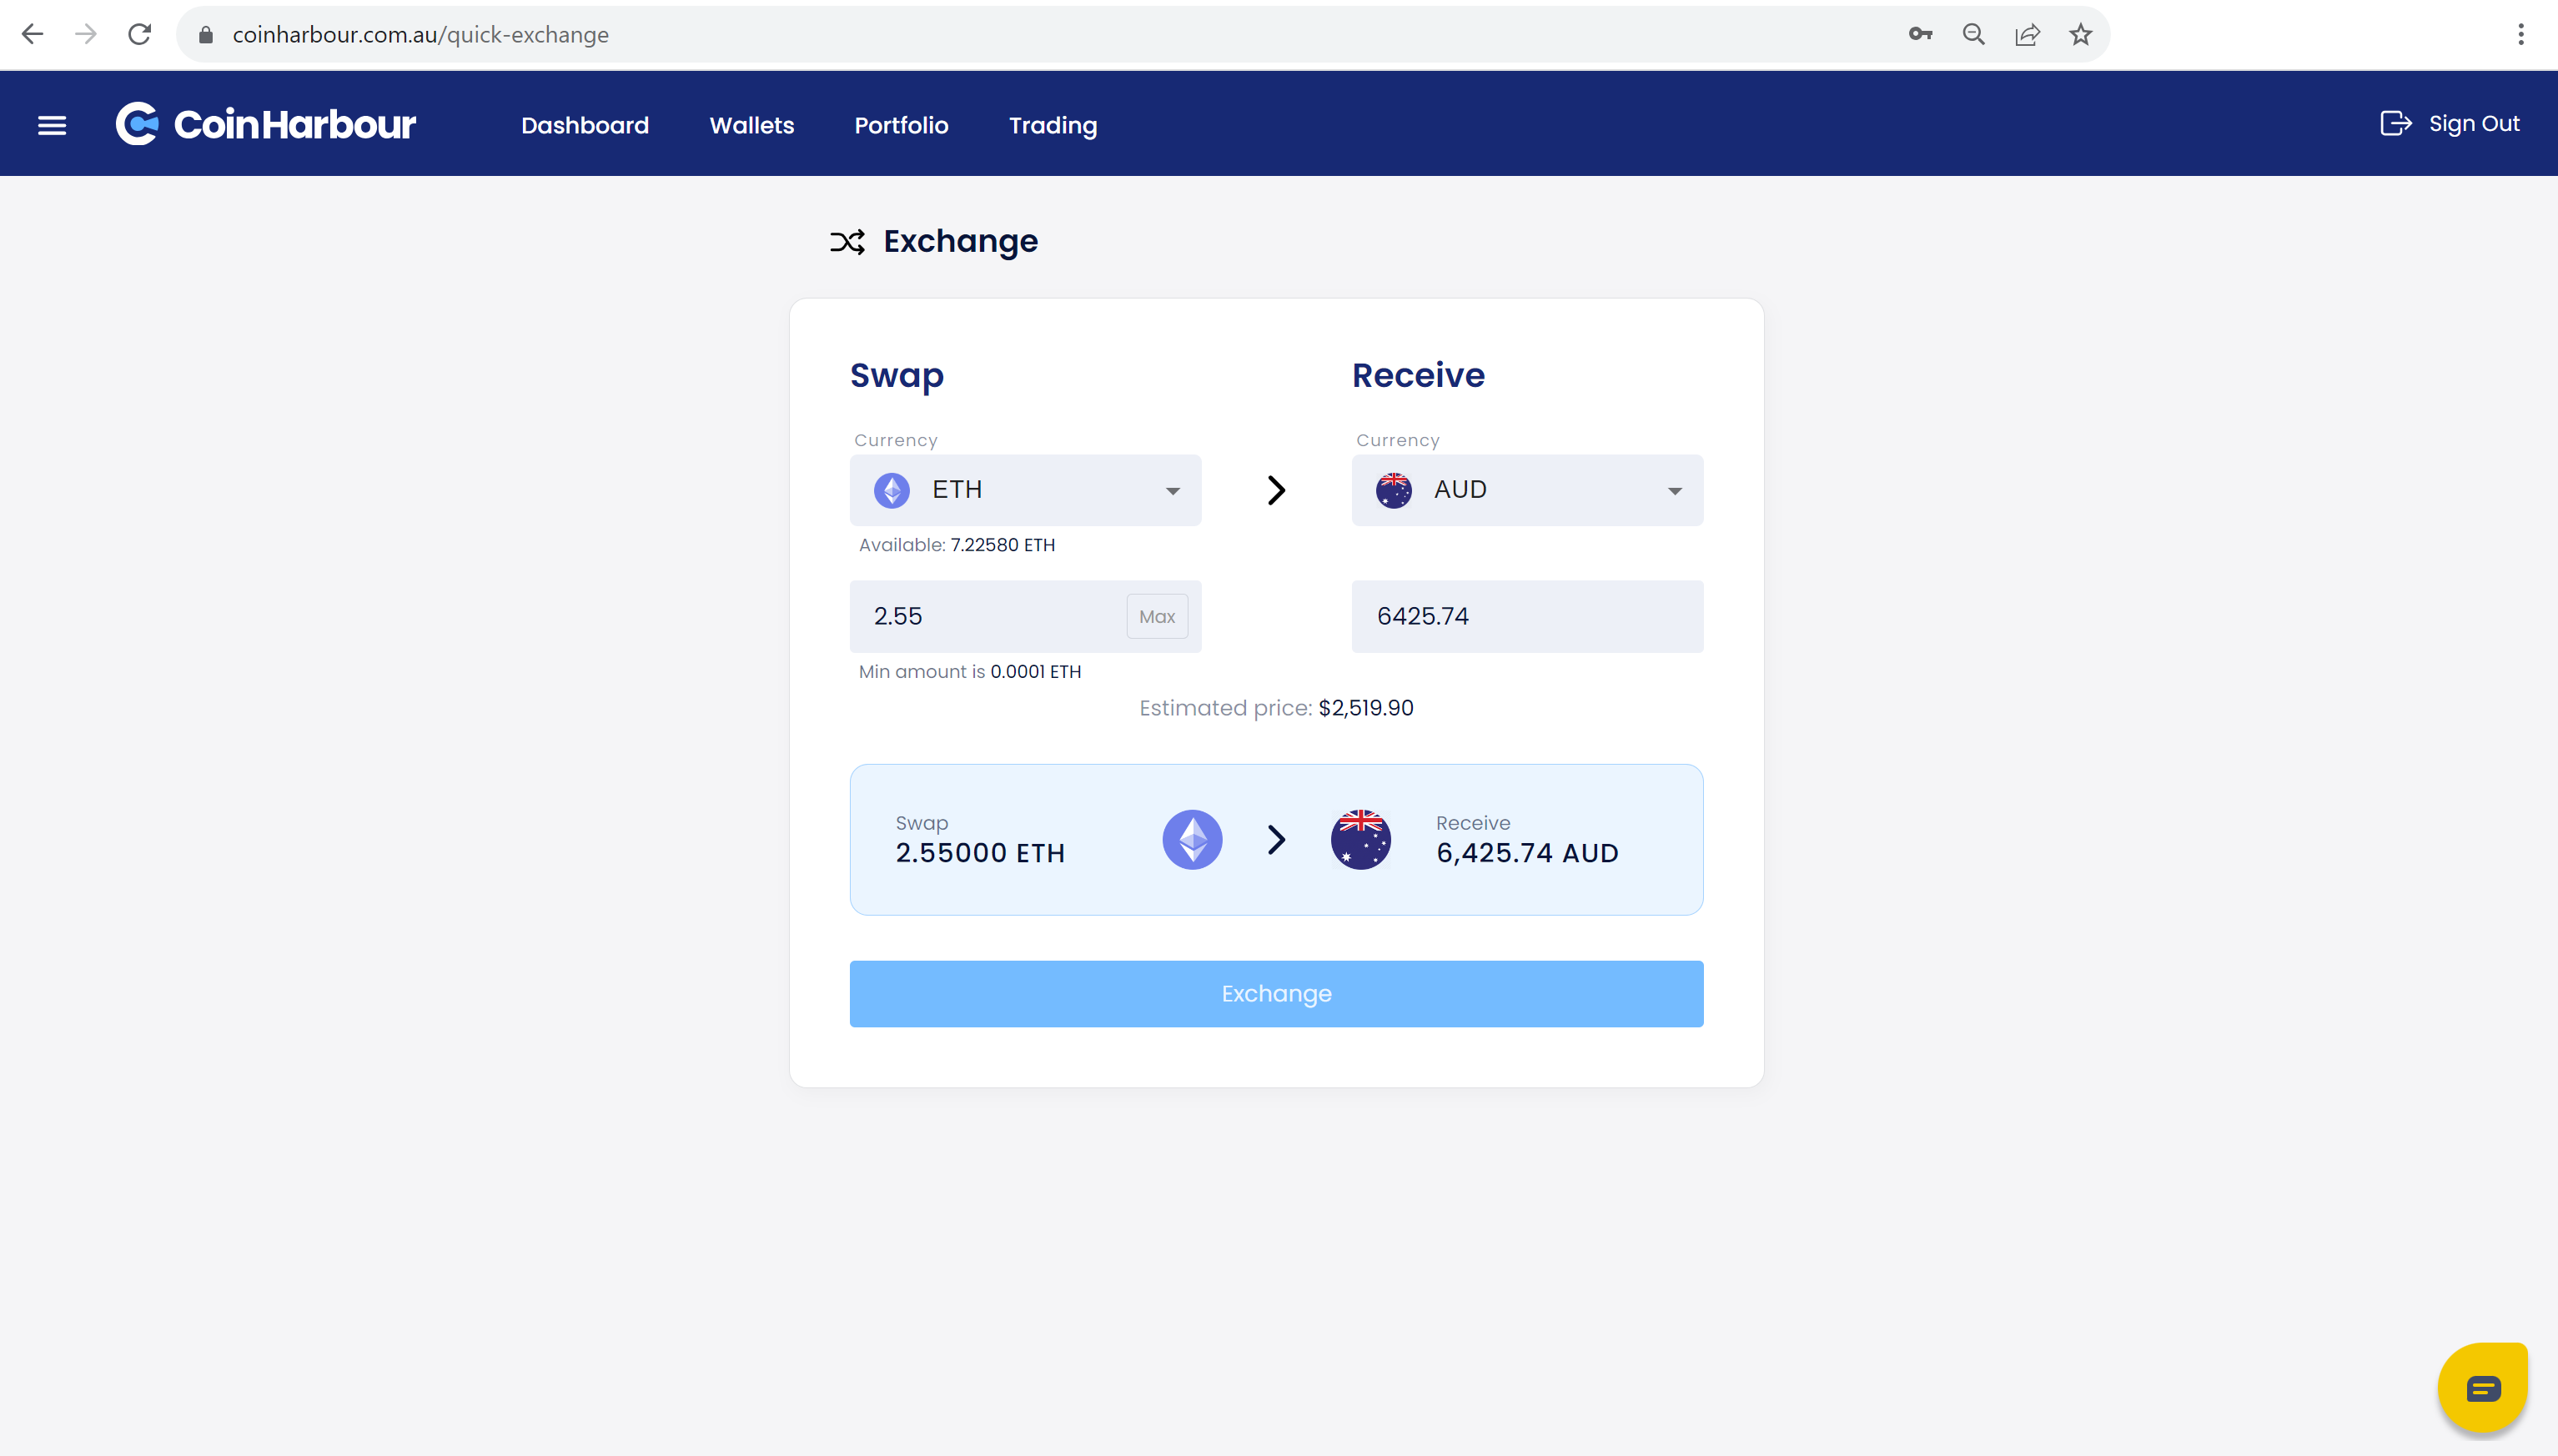 coinharbour.com.au/quick-exchange
CoinHarbour Dashboard Wallets Portfolio Trading Sign Out
Exchange
Swap Receive
Currency Currency
ETH AUD
Available: 7.22580 ETH
2.55 Max 6425.74
Min amount is 0.0001 ETH
Estimated price: $2,519.90
Swap Receive
2.55000 ETH 6,425.74 AUD
Exchange